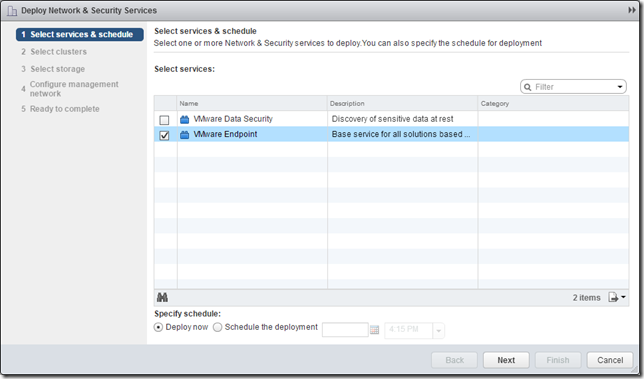 Deploy Network & Security Services
1 Select services & schedule
2 Select clusters
3 Select storage
4 Configure management
network
5 Ready to complete
Select services & schedule
Select one or more Network & Security services to deploy.You can also specify the schedule for deployment
Select services:
Filter
Name Description Category
VMware Data Security Discovery of sensitive data at rest
VMware Endpoint Base service for all solutions based ...
2 items
Specify schedule:
Deploy now Schedule the deployment 4:15 PM
Back Next Finish Cancel